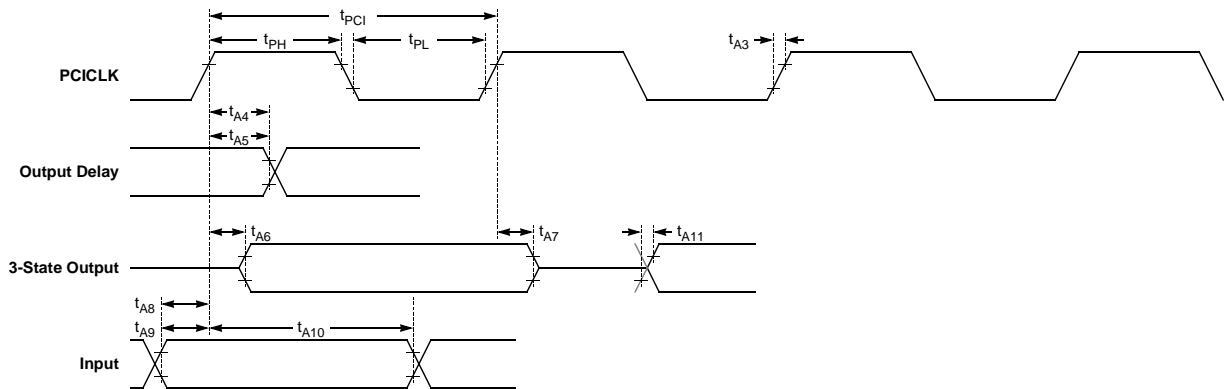 tPCI
tPH
tPL
tA3
PCICLK
tA4
tA5
Output Delay
tA6
tA7
tA11
3-State Output
tA8
tA9
tA10
Input